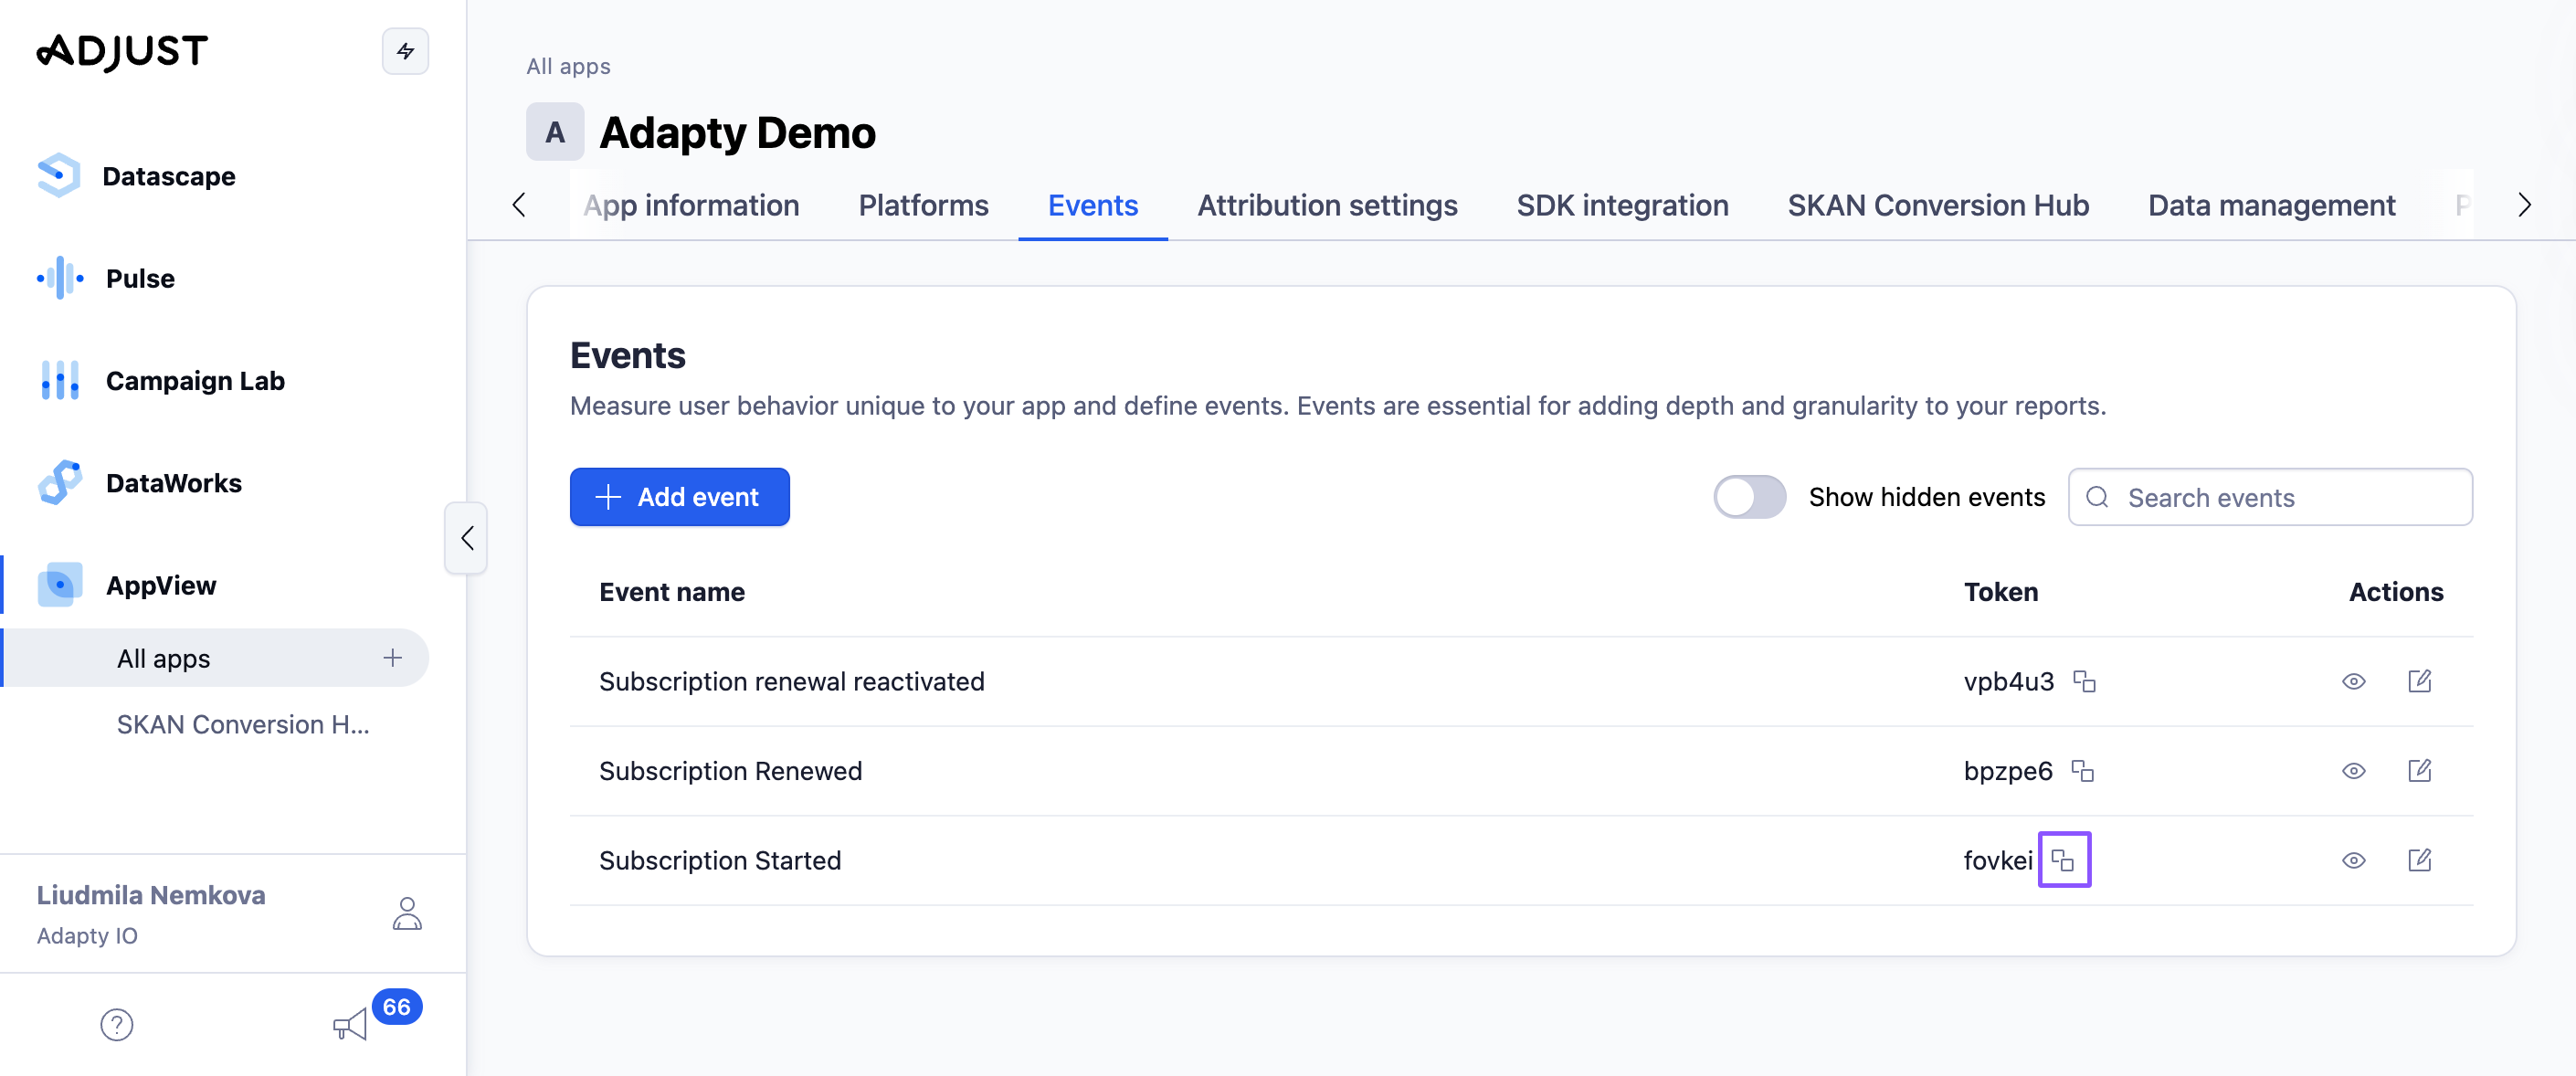 ADJUST
Datascape
Pulse
Campaign Lab
DataWorks
AppView
All apps
SKAN Conversion H...
Liudmila Nemkova
Adapty IO
66
All apps
A Adapty Demo
App information Platforms Events Attribution settings SDK integration SKAN Conversion Hub Data management P
Events
Measure user behavior unique to your app and define events. Events are essential for adding depth and granularity to your reports.
Add event Show hidden events Search events
Event name Token Actions
Subscription renewal reactivated vpb4u3
Subscription Renewed bpzpe6
Subscription Started fovkei